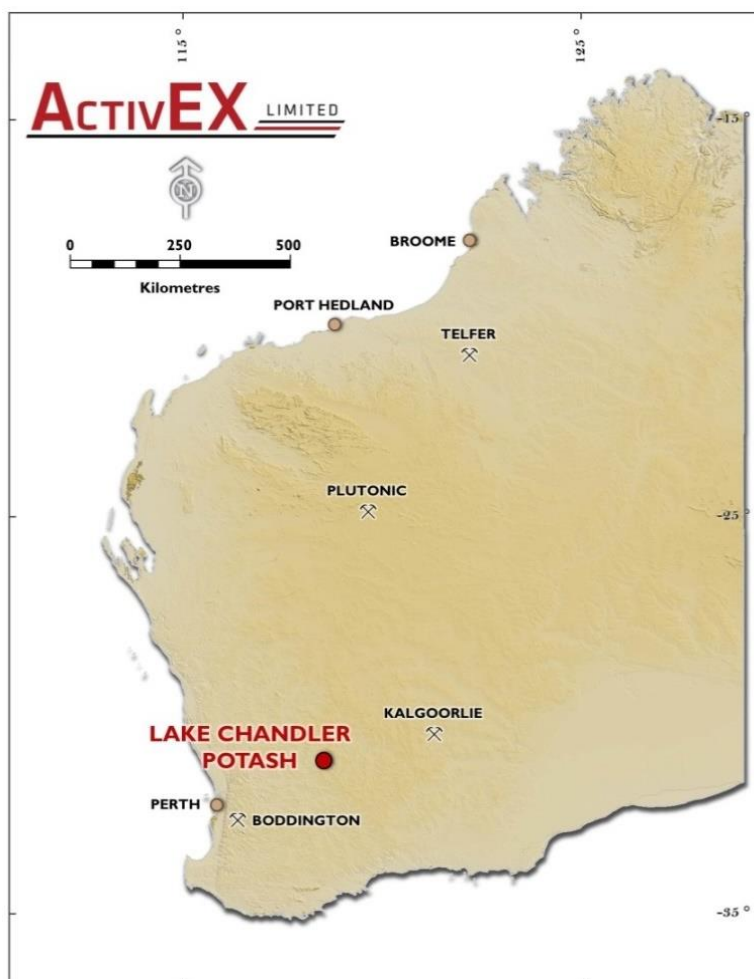 115°
125°
ACTIVEX LIMITED
-15°
N
0 250 500
Kilometres
BROOME
PORT HEDLAND
TELFER
PLUTONIC
-25°
KALGOORLIE
LAKE CHANDLER
POTASH
PERTH
BODDINGTON
-35°